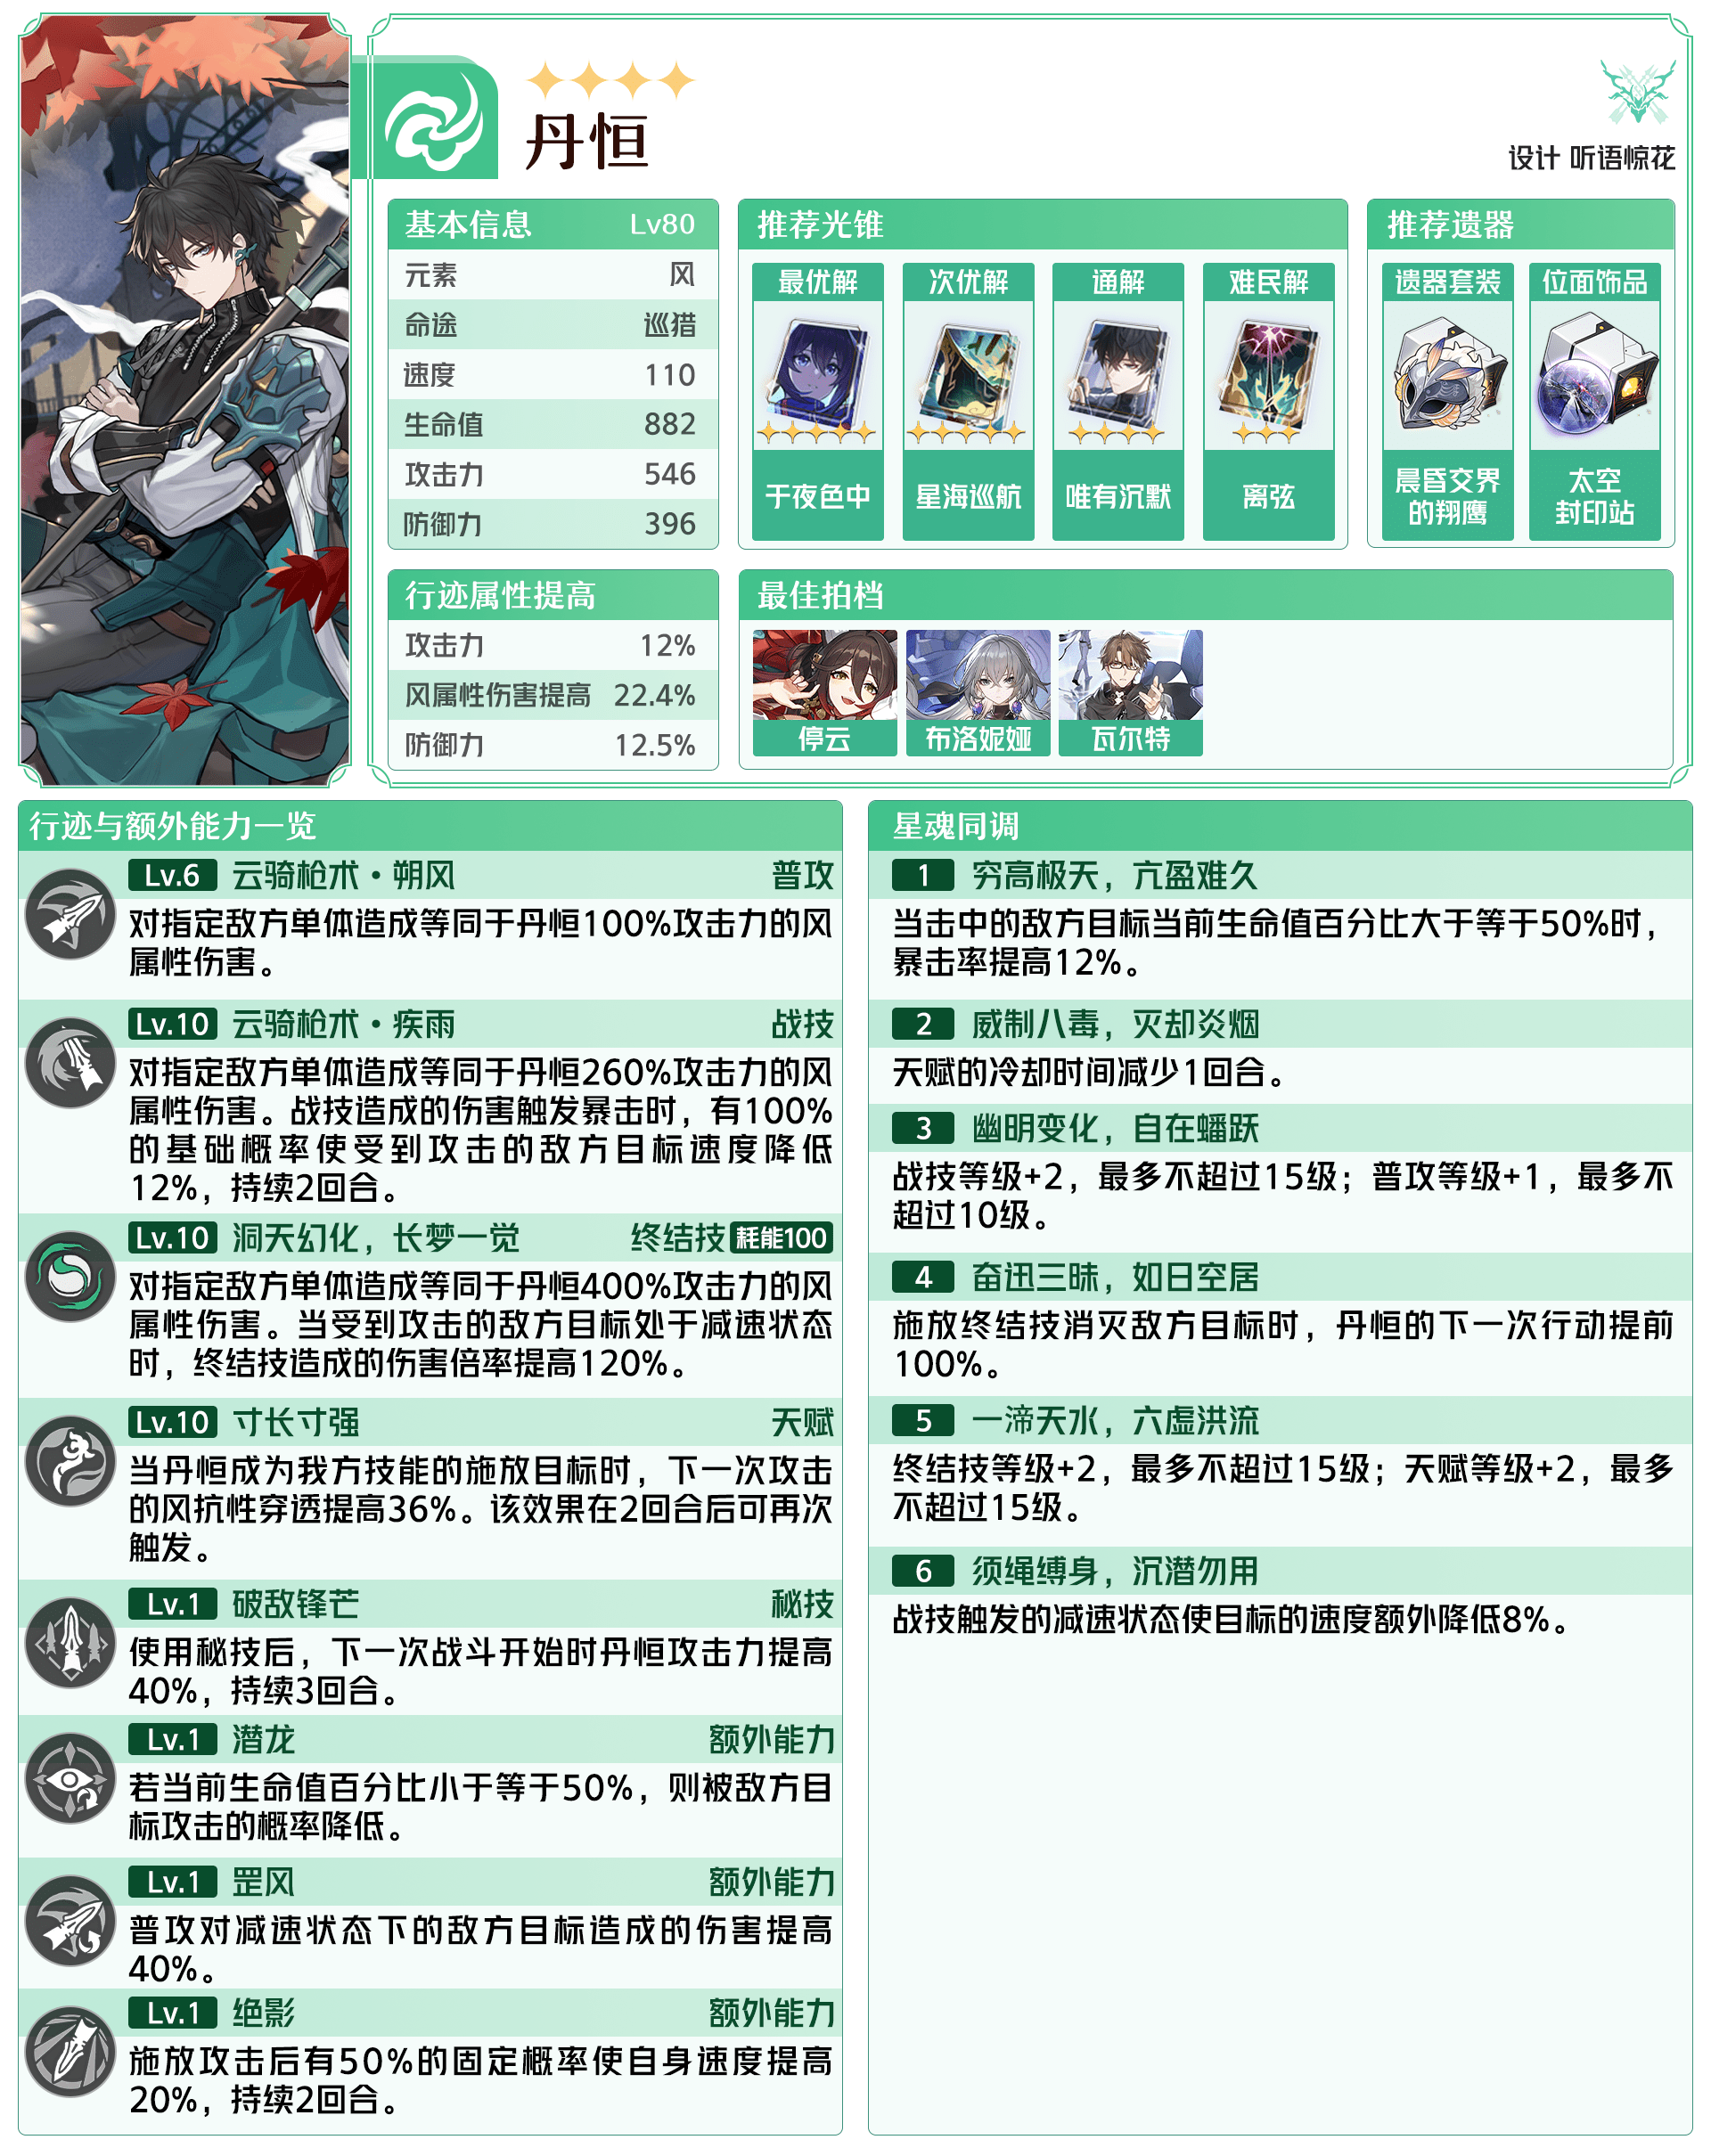 丹恒
设计 听语惊花
基本信息 Lv80
元素 风
命途 巡猎
速度 110
生命值 882
攻击力 546
防御力 396
推荐光锥
最优解 次优解 通解 难民解
于夜色中 星海巡航 唯有沉默 离弦
推荐遗器
遗器套装 位面饰品
晨昏交界 太空
的翔鹰 封印站
行迹属性提高
攻击力 12%
风属性伤害提高 22.4%
防御力 12.5%
最佳拍档
停云 布洛妮娅 瓦尔特
行迹与额外能力一览
Lv.6 云骑枪术·朔风 普攻
对指定敌方单体造成等同于丹恒100%攻击力的风
属性伤害。
Lv.10 云骑枪术·疾雨 战技
对指定敌方单体造成等同于丹恒260%攻击力的风
属性伤害。战技造成的伤害触发暴击时，有100%
的基础概率使受到攻击的敌方目标速度降低
12%，持续2回合。
Lv.10 洞天幻化，长梦一觉 终结技 耗能100
对指定敌方单体造成等同于丹恒400%攻击力的风
属性伤害。当受到攻击的敌方目标处于减速状态
时，终结技造成的伤害倍率提高120%。
Lv.10 寸长寸强 天赋
当丹恒成为我方技能的施放目标时，下一次攻击
的风抗性穿透提高36%。该效果在2回合后可再次
触发。
Lv.1 破敌锋芒 秘技
使用秘技后，下一次战斗开始时丹恒攻击力提高
40%，持续3回合。
Lv.1 潜龙 额外能力
若当前生命值百分比小于等于50%，则被敌方目
标攻击的概率降低。
Lv.1 罡风 额外能力
普攻对减速状态下的敌方目标造成的伤害提高
40%。
Lv.1 绝影 额外能力
施放攻击后有50%的固定概率使自身速度提高
20%，持续2回合。
星魂同调
1 穷高极天，亢盈难久
当击中的敌方目标当前生命值百分比大于等于50%时，
暴击率提高12%。
2 威制八毒，灭却炎烟
天赋的冷却时间减少1回合。
3 幽明变化，自在蟠跃
战技等级+2，最多不超过15级；普攻等级+1，最多不
超过10级。
4 奋迅三昧，如日空居
施放终结技消灭敌方目标时，丹恒的下一次行动提前
100%。
5 一渧天水，六虚洪流
终结技等级+2，最多不超过15级；天赋等级+2，最多
不超过15级。
6 须绳缚身，沉潜勿用
战技触发的减速状态使目标的速度额外降低8%。